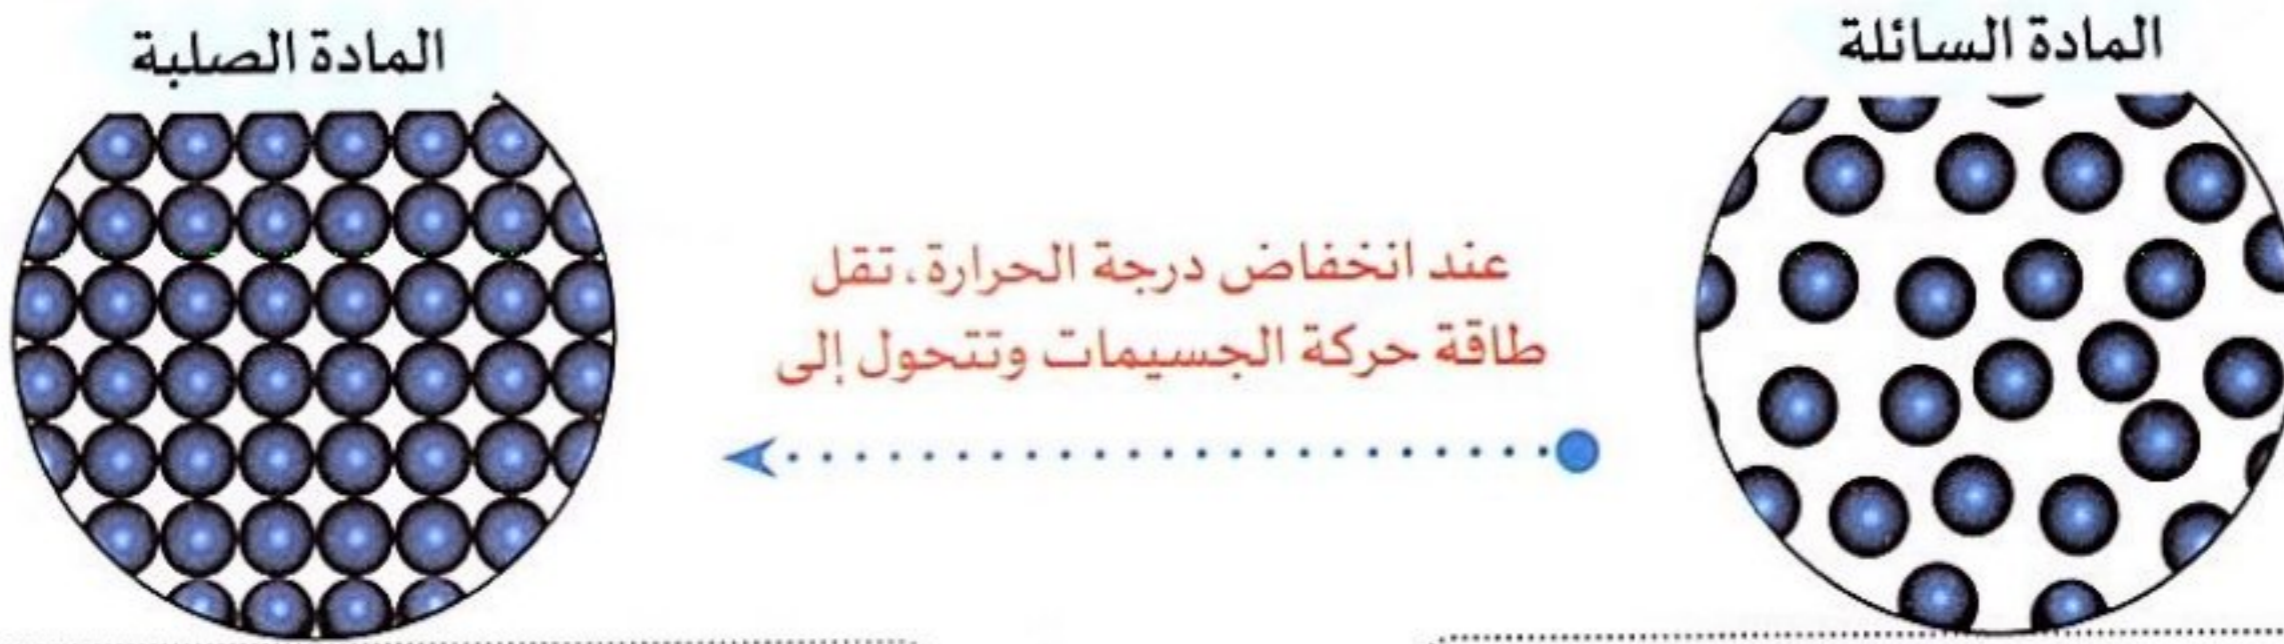 المادة السائلة
المادة الصلبة
عند انخفاض درجة الحرارة، تقل
طاقة حركة الجسيمات وتتحول إلى